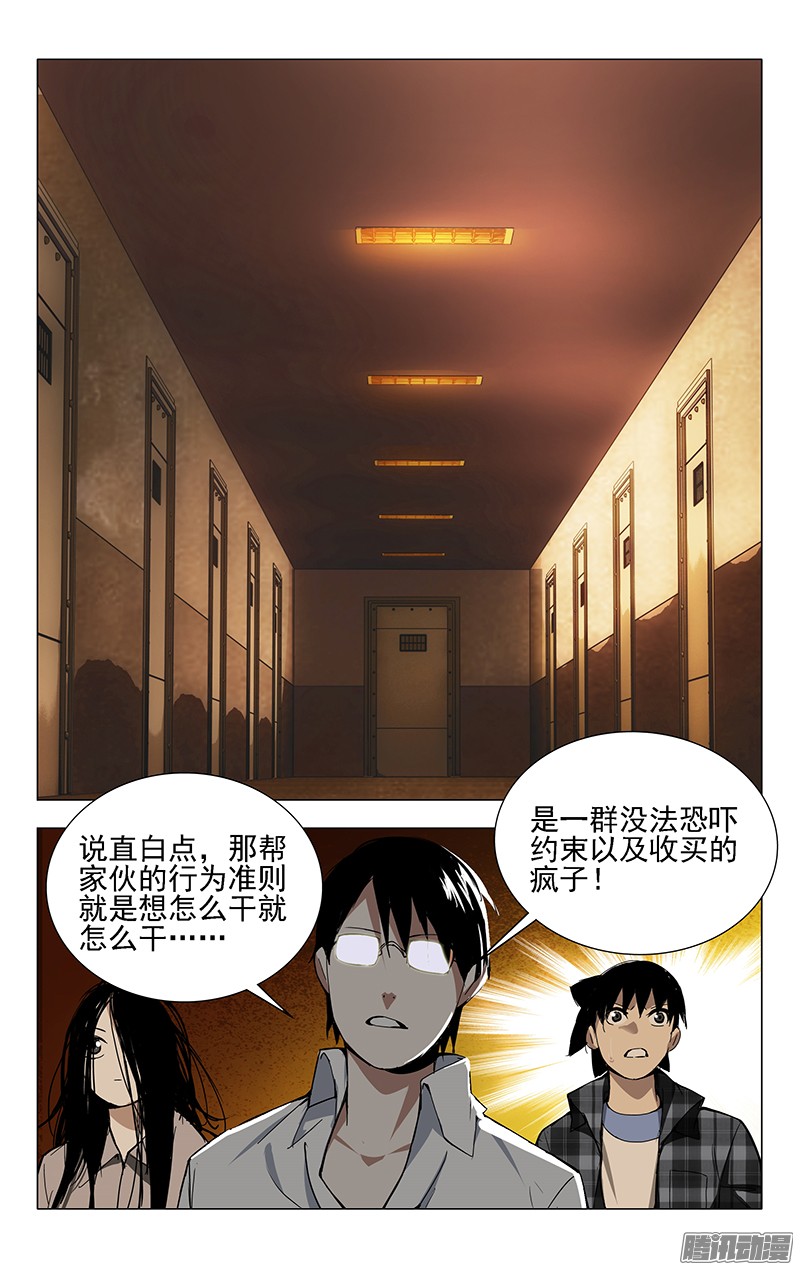 说直白点，那帮
家伙的行为准则
就是想怎么干就
怎么干……
是一群没法恐吓
约束以及收买的
疯子！
腾讯动漫